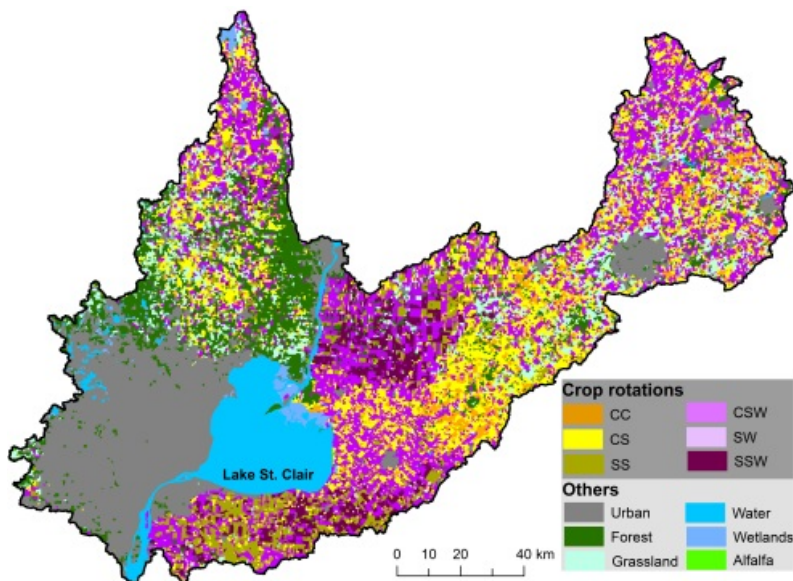 Lake St. Clair
Crop rotations
CC CSW
CS SW
SS SSW
Others
Urban Water
Forest Wetlands
Grassland Alfalfa
0 10 20 40 km